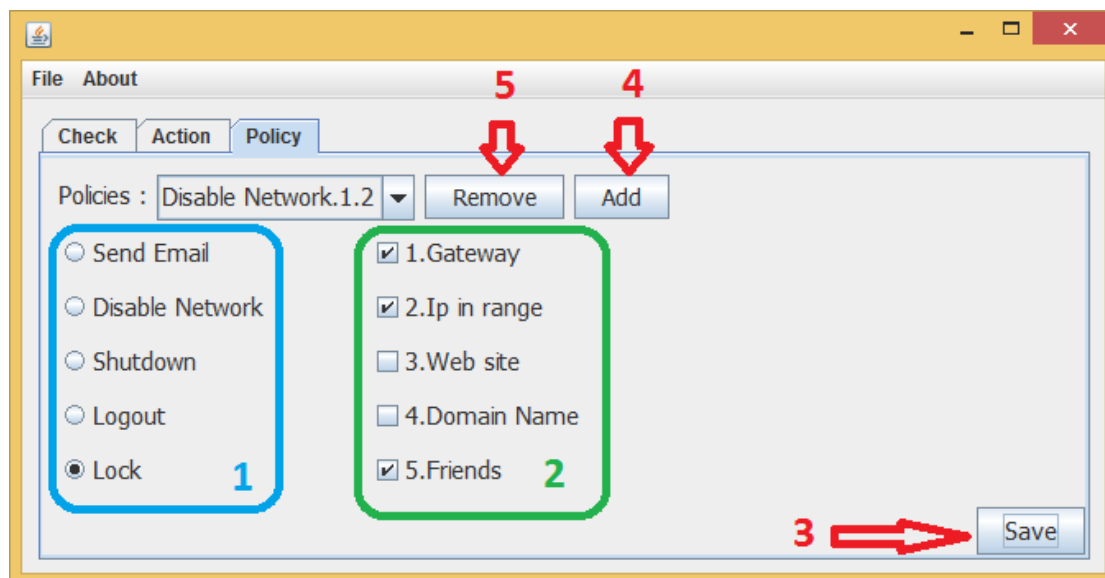 File About
5 4
Check Action Policy
Policies : Disable Network.1.2 Remove Add
Send Email 1.Gateway
Disable Network 2.Ip in range
Shutdown 3.Web site
Logout 4.Domain Name
Lock 1 5.Friends 2
3 Save